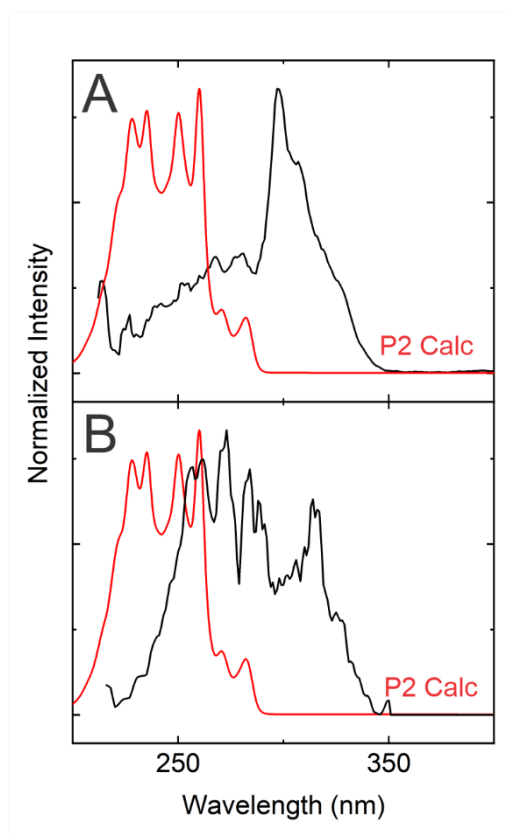 A
P2 Calc
Normalized Intensity
B
P2 Calc
250
350
Wavelength (nm)